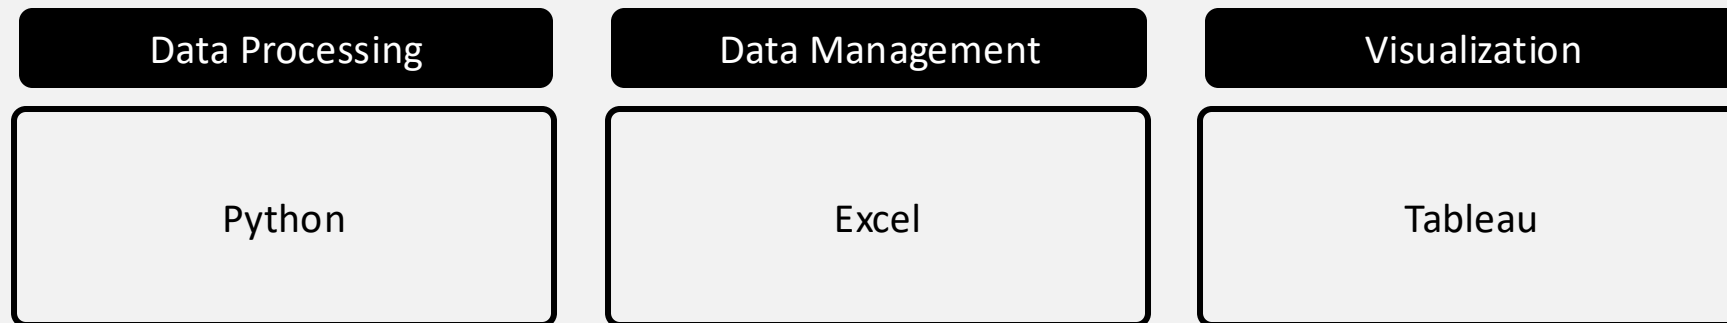 Data Processing
Data Management
Visualization
Python
Excel
Tableau